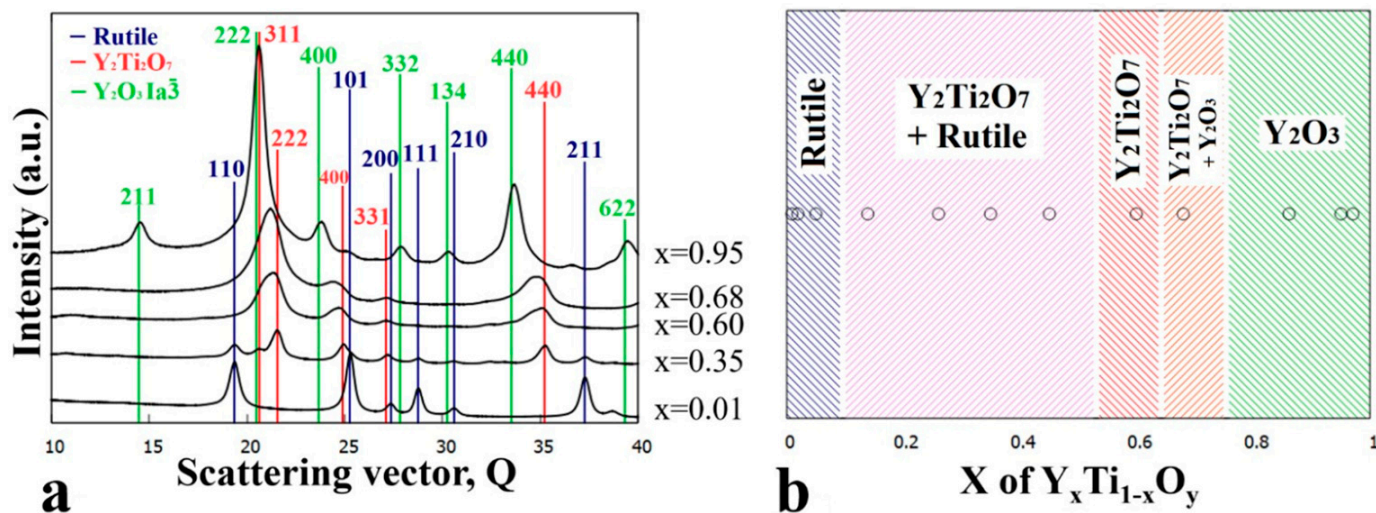 Rutile
Y₂Ti₂O₇
Y₂O₃ Ia3̄
222
311
400
101
332
440
134
440
222
110
200
111
210
211
400
331
211
622
x=0.95
x=0.68
x=0.60
x=0.35
x=0.01
Intensity (a.u.)
10 15 20 25 30 35 40
Scattering vector, Q
a
Rutile
Y₂Ti₂O₇
+ Rutile
Y₂Ti₂O₇
Y₂Ti₂O₇
+ Y₂O₃
Y₂O₃
0 0.2 0.4 0.6 0.8 1
X of YₓTi₁₋ₓOᵧ
b